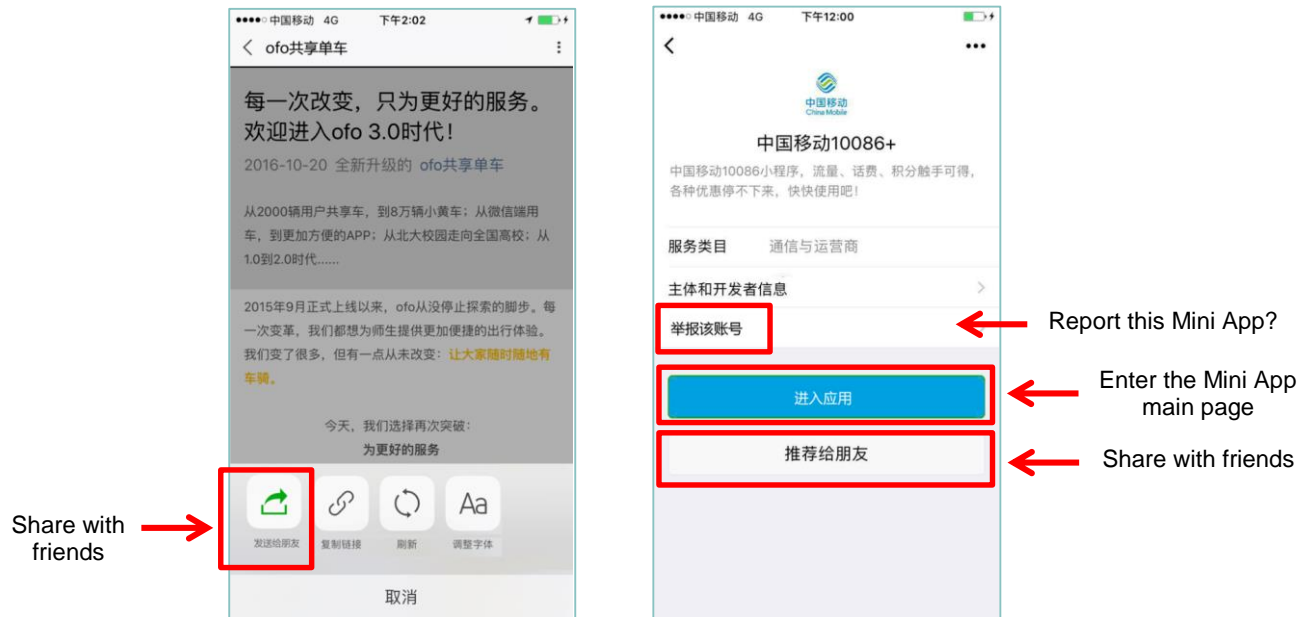 中国移动 4G 下午2:02
ofo共享单车
每一次改变，只为更好的服务。
欢迎进入ofo 3.0时代！
2016-10-20 全新升级的 ofo共享单车
从2000辆用户共享车，到8万辆小黄车；从微信端用
车，到更加方便的APP；从北大校园走向全国高校；从
1.0到2.0时代......
2015年9月正式上线以来，ofo从没停止探索的脚步。每
一次变革，我们都想为师生提供更加便捷的出行体验。
我们变了很多，但有一点从未改变：让大家随时随地有
车骑。
今天，我们选择再次突破：
为更好的服务
Aa
发送给朋友 复制链接 刷新 调整字体
取消
Share with
friends
中国移动 4G 下午12:00
中国移动
China Mobile
中国移动10086+
中国移动10086小程序，流量、话费、积分触手可得，
各种优惠停不下来，快快使用吧！
服务类目 通信与运营商
主体和开发者信息
举报该账号
进入应用
推荐给朋友
Report this Mini App?
Enter the Mini App
main page
Share with friends